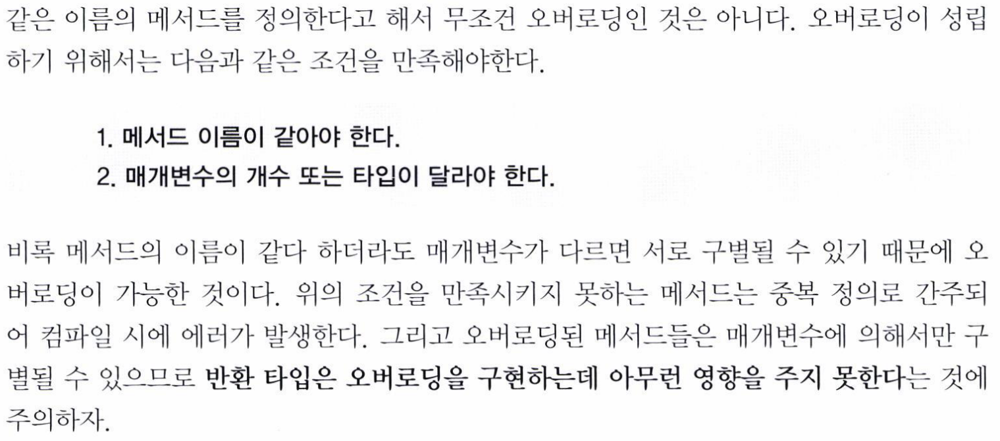 같은 이름의 메서드를 정의한다고 해서 무조건 오버로딩인 것은 아니다. 오버로딩이 성립
하기 위해서는 다음과 같은 조건을 만족해야한다.
1. 메서드 이름이 같아야 한다.
2. 매개변수의 개수 또는 타입이 달라야 한다.
비록 메서드의 이름이 같다 하더라도 매개변수가 다르면 서로 구별될 수 있기 때문에 오
버로딩이 가능한 것이다. 위의 조건을 만족시키지 못하는 메서드는 중복 정의로 간주되
어 컴파일 시에 에러가 발생한다. 그리고 오버로딩된 메서드들은 매개변수에 의해서만 구
별될 수 있으므로 반환 타입은 오버로딩을 구현하는데 아무런 영향을 주지 못한다는 것에
주의하자.